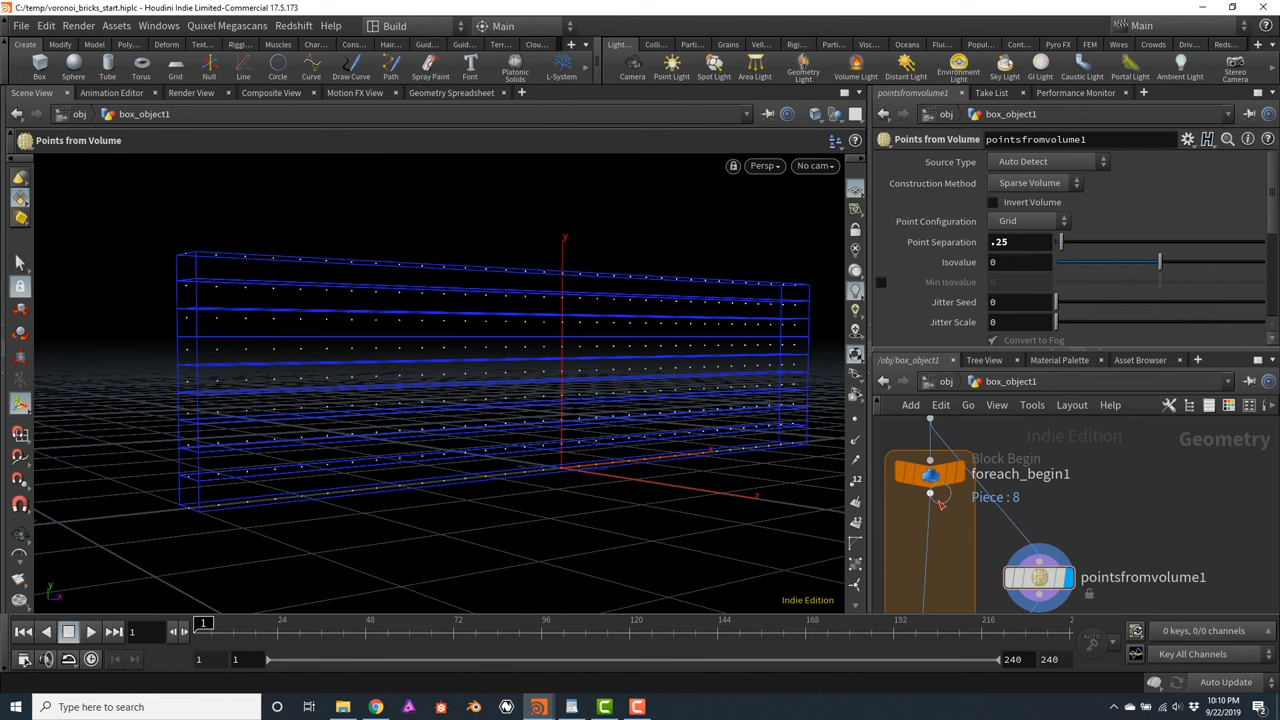 C:/temp/voronoi_bricks_start.hiplc - Houdini Indie Limited-Commercial 17.5.173
File Edit Render Assets Windows Quixel Megascans Redshift Help Build Main Main
Create Modify Model Poly... Deform Text... Riggi... Muscles Char... Cons... Hair... Guid... Guid... Terr... Clou... Light... Colli... Parti... Grains Vell... Rigi... Parti... Visc... Oceans Flui... Popul... Cont... Pyro FX FEM Wires Crowds Driv... Reds...
Box Sphere Tube Torus Grid Null Line Circle Curve Draw Curve Path Spray Paint Font Platonic Solids L-System Camera Point Light Spot Light Area Light Geometry Light Volume Light Distant Light Environment Light Sky Light GI Light Caustic Light Portal Light Ambient Light Stereo Camera
Scene View Animation Editor Render View Composite View Motion FX View Geometry Spreadsheet
pointsfromvolume1 Take List Performance Monitor
obj box_object1
obj box_object1
Points from Volume
Points from Volume pointsfromvolume1
Persp No cam
Source Type Auto Detect
Construction Method Sparse Volume
Invert Volume
Point Configuration Grid
Point Separation .25
Isovalue 0
Min Isovalue 0
Jitter Seed 0
Jitter Scale 0
Convert to Fog
y
x
z
y
x
Indie Edition
/obj/box_object1 Tree View Material Palette Asset Browser
obj box_object1
Add Edit Go View Tools Layout Help
Indie Edition
Geometry
Block Begin
foreach_begin1
Piece : 8
pointsfromvolume1
12
12
1 1 24 48 72 96 120 144 168 192 216 2
1 1 240 240
0 keys, 0/0 channels
Key All Channels
AUTO
Auto Update
Type here to search
10:10 PM
9/22/2019